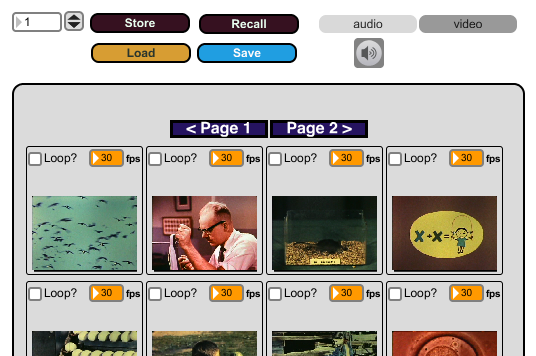 1
Store
Recall
audio
video
Load
Save
< Page 1
Page 2 >
Loop? 30 fps
Loop? 30 fps
Loop? 30 fps
Loop? 30 fps
X + X =
Loop? 30 fps
Loop? 30 fps
Loop? 30 fps
Loop? 30 fps